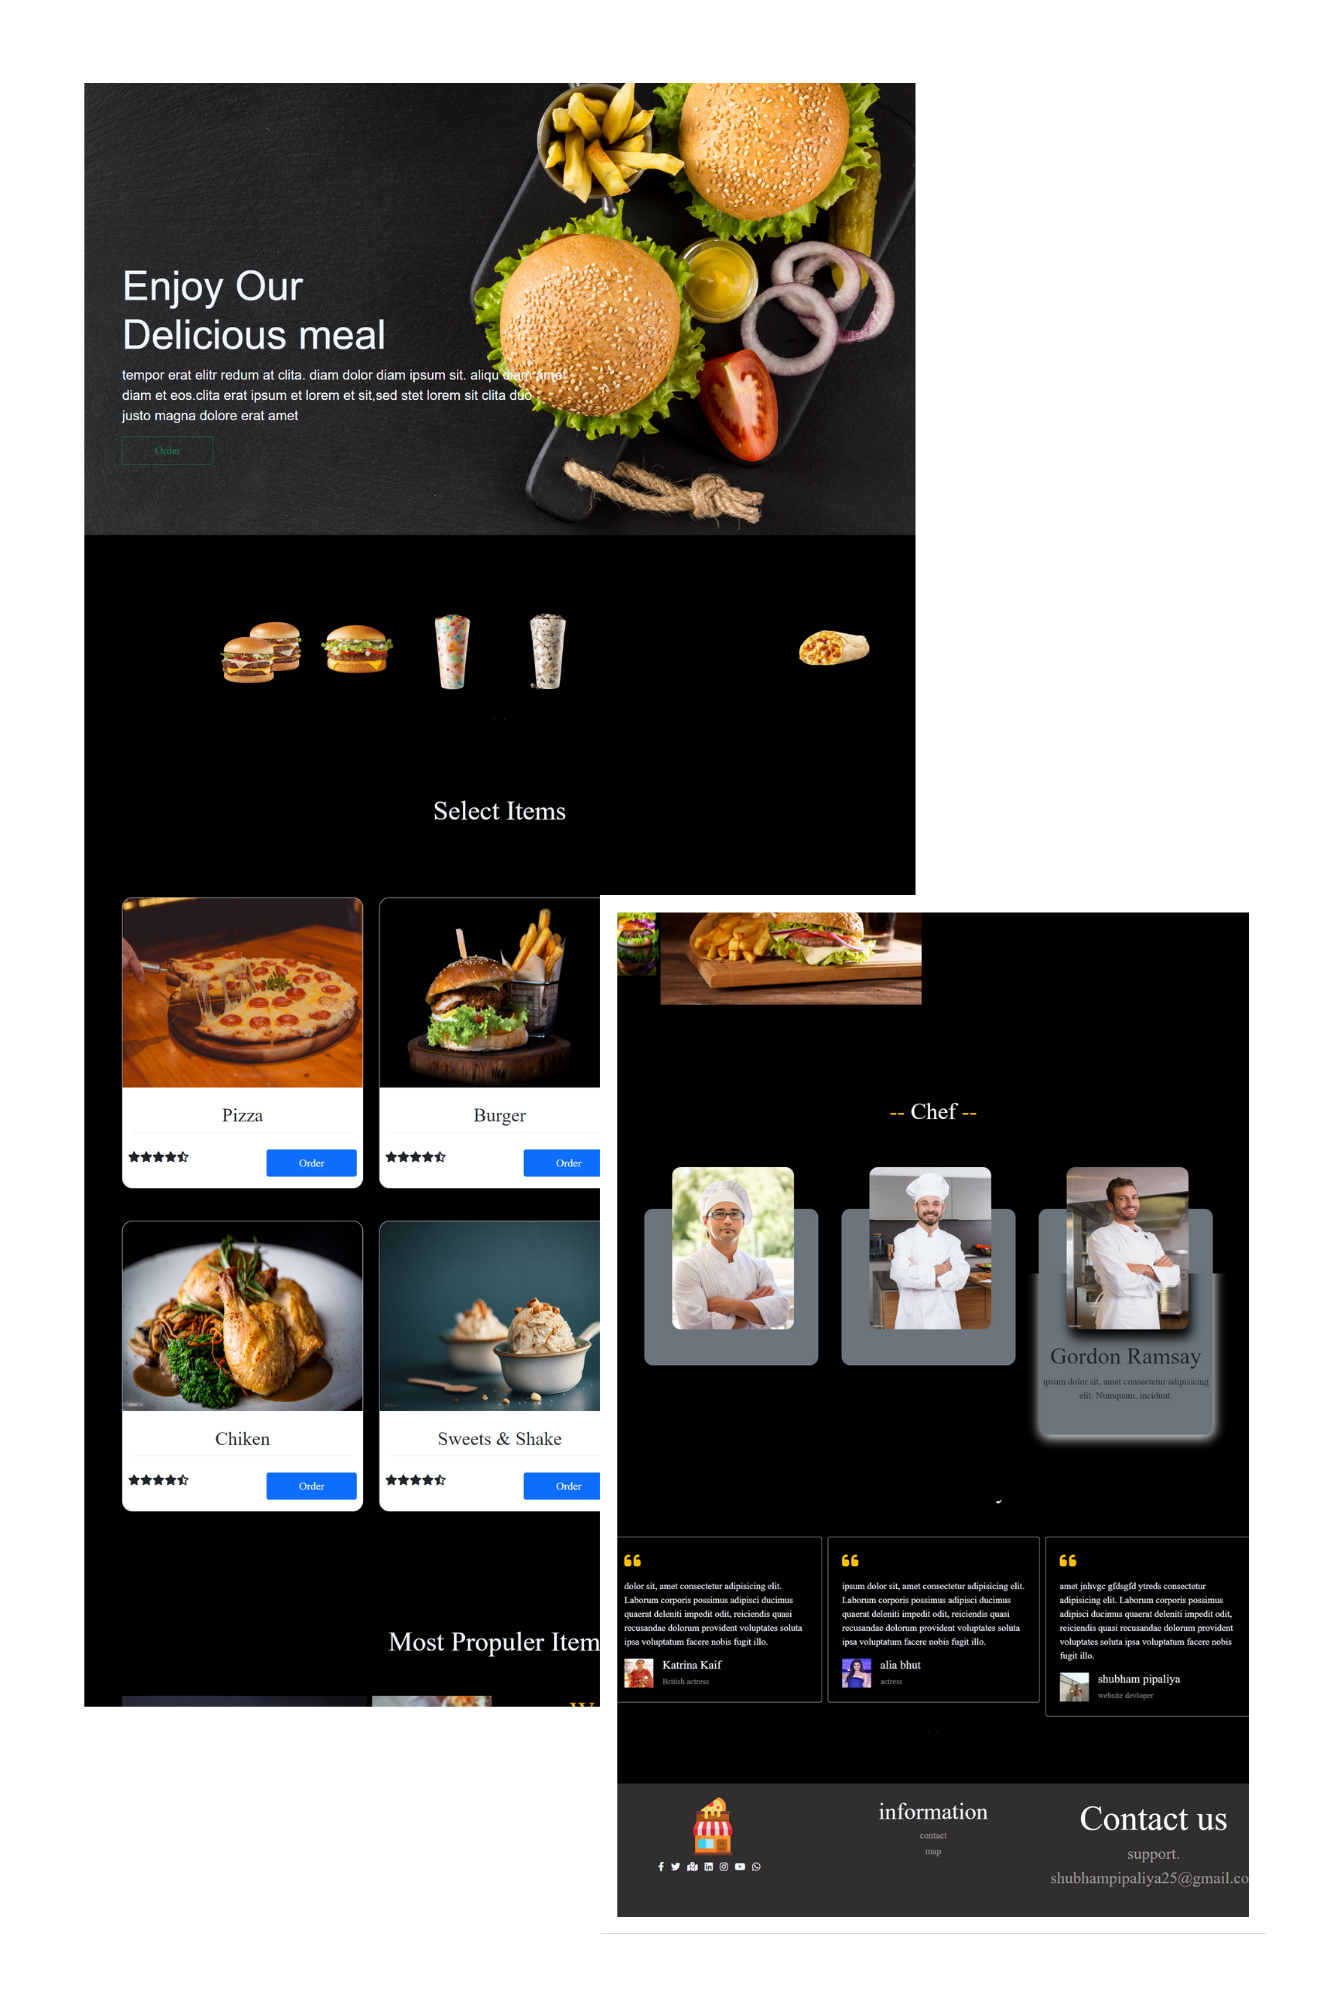 Enjoy Our
Delicious meal
tempor erat elitr redum at clita. diam dolor diam ipsum sit. aliqu diam amet
diam et eos.clita erat ipsum et lorem et sit,sed stet lorem sit clita duo
justo magna dolore erat amet
Order
Select Items
Pizza
Order
Burger
Order
Chiken
Order
Sweets & Shake
Order
Most Propuler Item
-- Chef --
Gordon Ramsay
ipsum dolor sit, amet consectetur adipisicing
elit. Numquam, incidunt.
dolor sit, amet consectetur adipisicing elit.
Laborum corporis possimus adipisci ducimus
quaerat deleniti impedit odit, reiciendis quasi
recusandae dolorum provident voluptates soluta
ipsa voluptatum facere nobis fugit illo.
Katrina Kaif
British actress
ipsum dolor sit, amet consectetur adipisicing elit.
Laborum corporis possimus adipisci ducimus
quaerat deleniti impedit odit, reiciendis quasi
recusandae dolorum provident voluptates soluta
ipsa voluptatum facere nobis fugit illo.
alia bhut
actress
amet jnhvgc gfdsgfd ytreds consectetur
adipisicing elit. Laborum corporis possimus
adipisci ducimus quaerat deleniti impedit odit,
reiciendis quasi recusandae dolorum provident
voluptates soluta ipsa voluptatum facere nobis
fugit illo.
shubham pipaliya
website devloper
information
contact
map
Contact us
support.
shubhampipaliya25@gmail.co